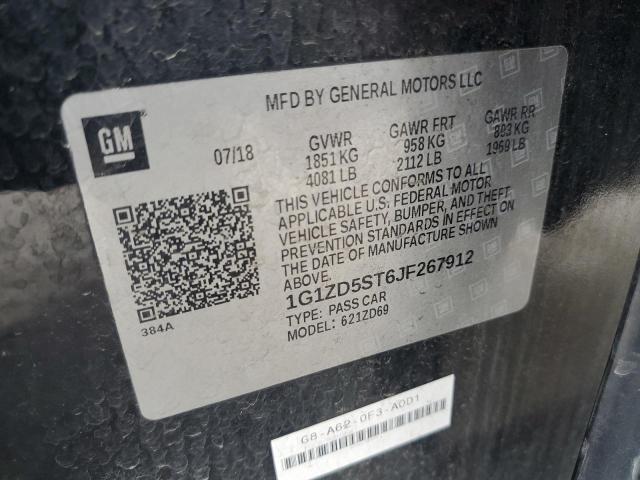 MFD BY GENERAL MOTORS LLC
GM
07/18
GVWR GAWR FRT GAWR RR
1851 KG 958 KG 893 KG
4081 LB 2112 LB 1969 LB
THIS VEHICLE CONFORMS TO ALL
APPLICABLE U.S. FEDERAL MOTOR
VEHICLE SAFETY, BUMPER, AND THEFT
PREVENTION STANDARDS IN EFFECT ON
THE DATE OF MANUFACTURE SHOWN
ABOVE.
1G1ZD5ST6JF267912
TYPE: PASS CAR
MODEL: 621ZD69
384A
G8-A62-0F3-A0D1